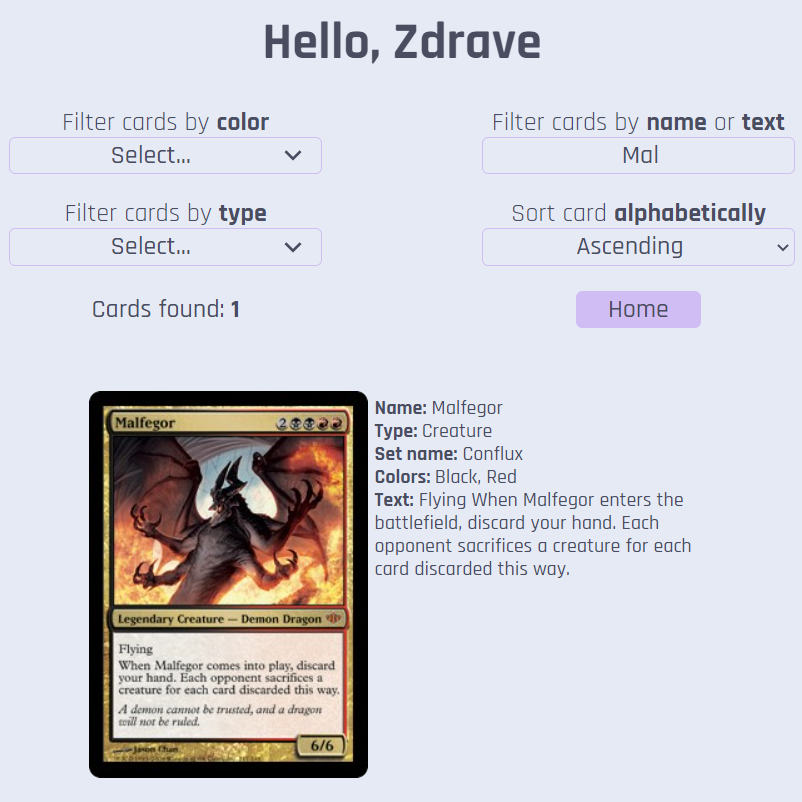 Hello, Zdrave
Filter cards by color
Select...
Filter cards by name or text
Mal
Filter cards by type
Select...
Sort card alphabetically
Ascending
Cards found: 1
Home
Malfegor
2
Legendary Creature — Demon Dragon
Flying
When Malfegor comes into play, discard
your hand. Each opponent sacrifices a
creature for each card discarded this way.
A demon cannot be trusted, and a dragon
will not be ruled.
6/6
Jason Chan
Name: Malfegor
Type: Creature
Set name: Conflux
Colors: Black, Red
Text: Flying When Malfegor enters the
battlefield, discard your hand. Each
opponent sacrifices a creature for each
card discarded this way.